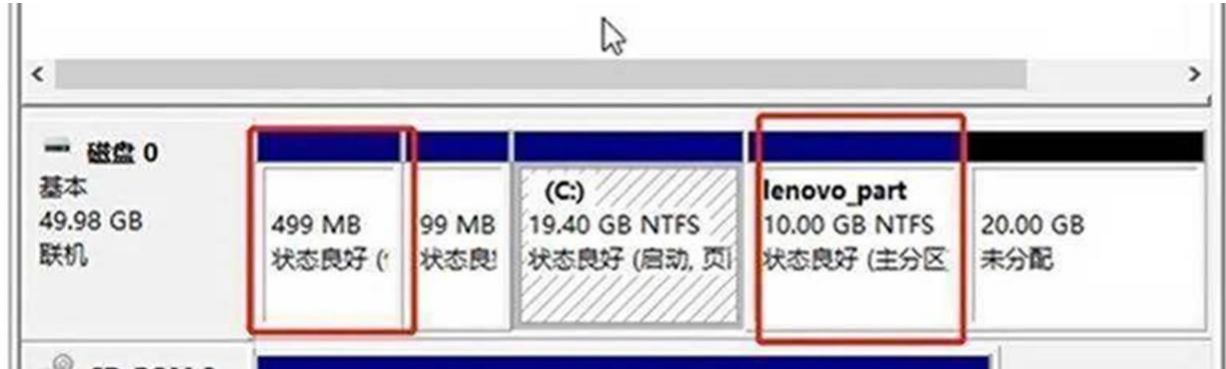 磁盘 0
基本
49.98 GB
联机
499 MB
状态良好 (
99 MB
状态良
(C:)
19.40 GB NTFS
状态良好 (启动, 页
lenovo_part
10.00 GB NTFS
状态良好 (主分区
20.00 GB
未分配